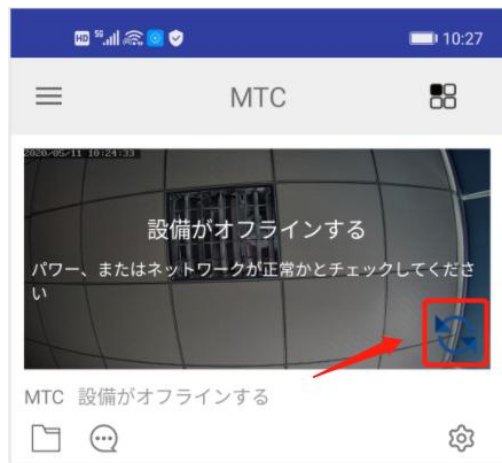 HD 5G 10:27
MTC
2020/05/11 10:24:33
設備がオフラインする
パワー、またはネットワークが正常かとチェックしてくださ
い
MTC 設備がオフラインする